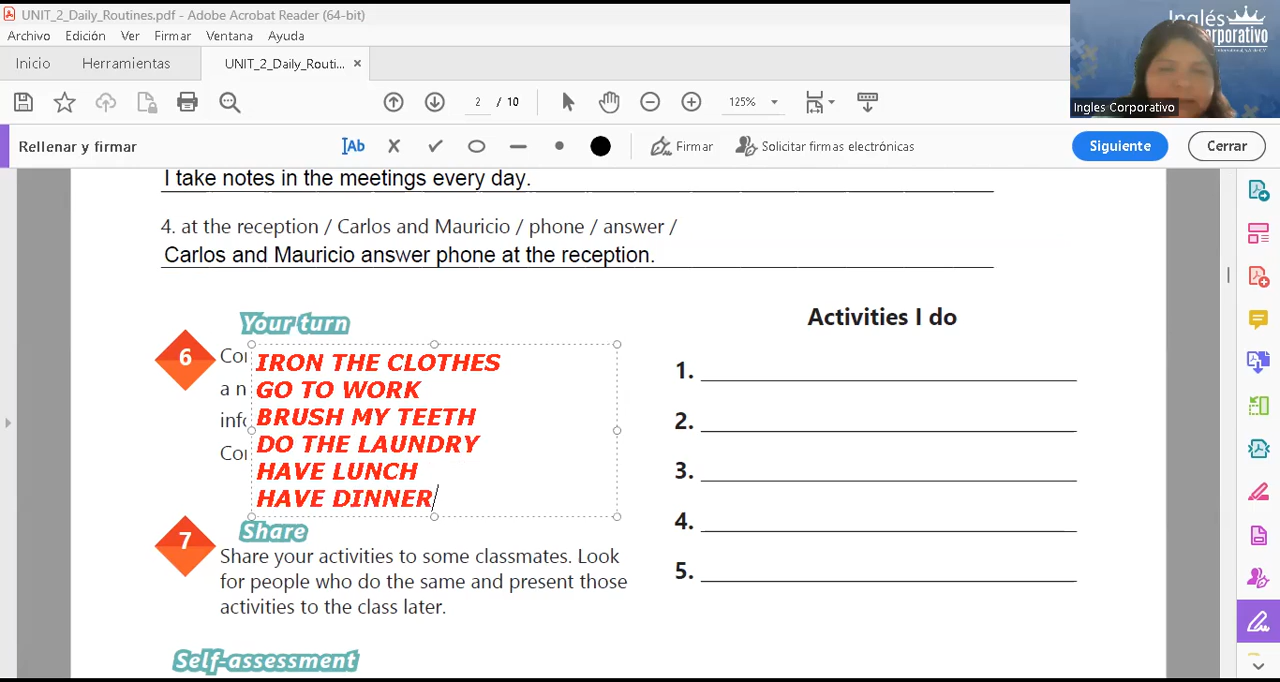 UNIT_2_Daily_Routines.pdf - Adobe Acrobat Reader (64-bit)
Archivo Edición Ver Firmar Ventana Ayuda
Inicio Herramientas UNIT_2_Daily_Routi... ×
2 / 10 125%
Rellenar y firmar Ab Firmar Solicitar firmas electrónicas Siguiente Cerrar
Inglés
Corporativo
Ingles Corporativo
I take notes in the meetings every day.
4. at the reception / Carlos and Mauricio / phone / answer /
Carlos and Mauricio answer phone at the reception.
Your turn
6
IRON THE CLOTHES
GO TO WORK
BRUSH MY TEETH
DO THE LAUNDRY
HAVE LUNCH
HAVE DINNER
Activities I do
1.
2.
3.
4.
5.
Share
7
Share your activities to some classmates. Look
for people who do the same and present those
activities to the class later.
Self-assessment